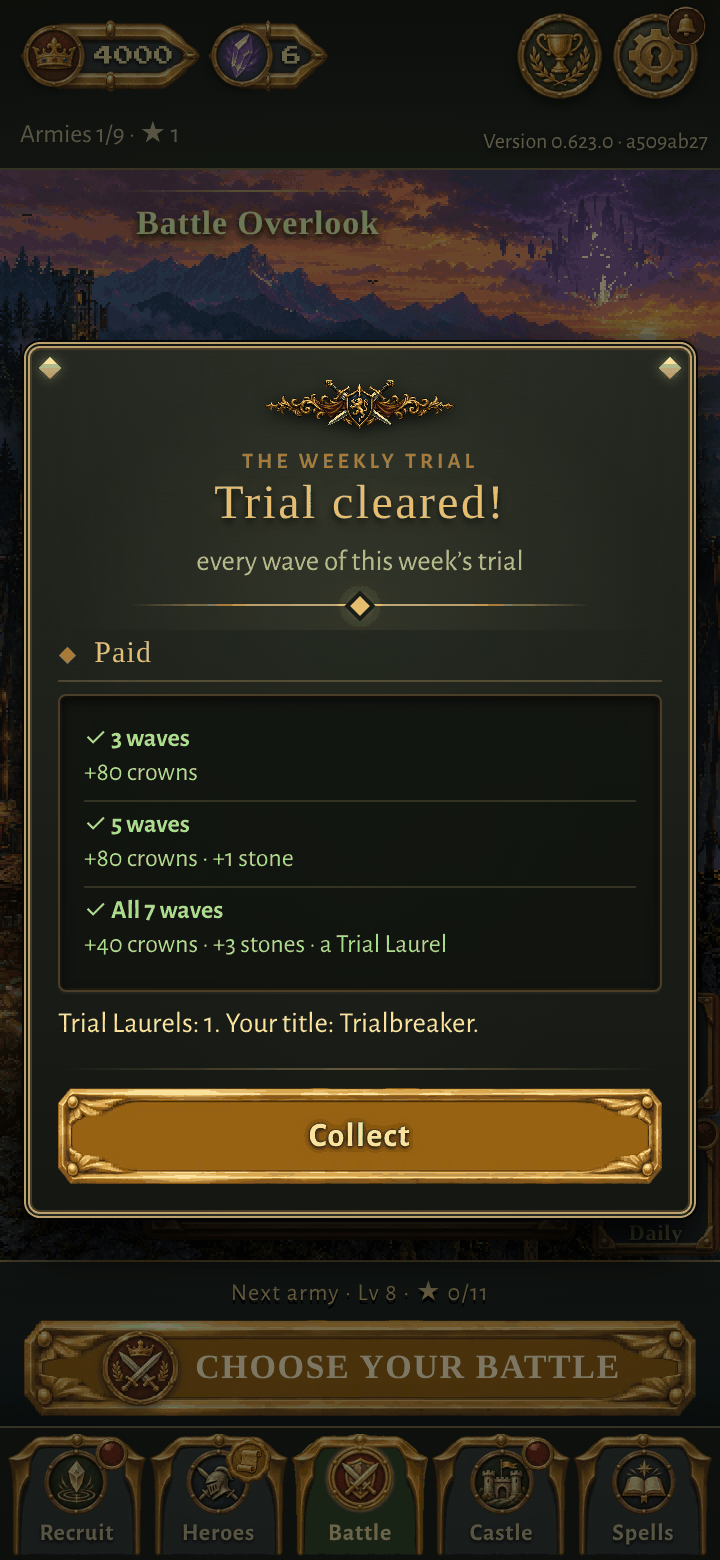 4000
6
Armies 1/9 · ★ 1
Version 0.623.0 · a509ab27
Battle Overlook
THE WEEKLY TRIAL
Trial cleared!
every wave of this week's trial
Paid
✓ 3 waves
+80 crowns
✓ 5 waves
+80 crowns · +1 stone
✓ All 7 waves
+40 crowns · +3 stones · a Trial Laurel
Trial Laurels: 1. Your title: Trialbreaker.
Collect
Daily
Next army · Lv 8 · ★ 0/11
CHOOSE YOUR BATTLE
Recruit
Heroes
Battle
Castle
Spells